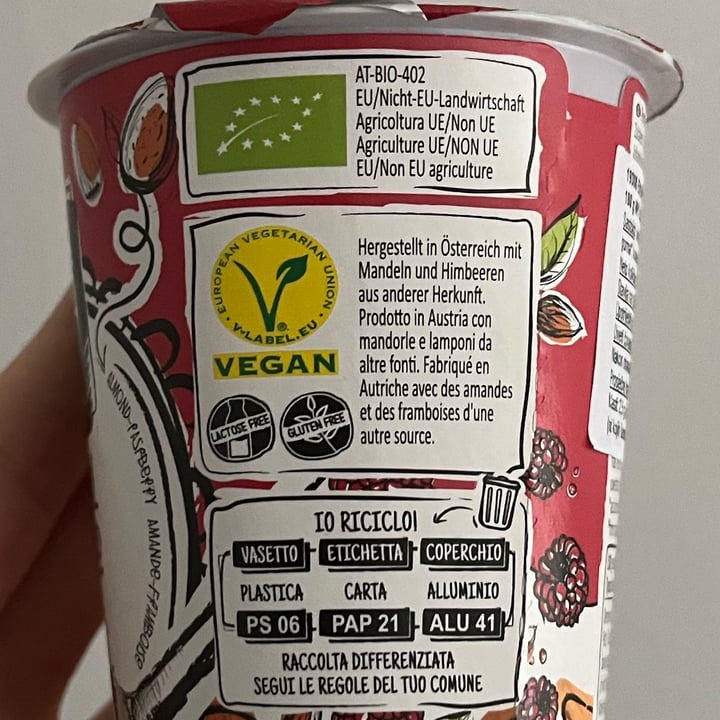 AT-BIO-402
EU/Nicht-EU-Landwirtschaft
Agricoltura UE/Non UE
Agriculture UE/NON UE
EU/Non EU agriculture
EUROPEAN VEGETARIAN UNION
V-LABEL.EU
®
VEGAN
LACTOSE FREE
GLUTEN FREE
Hergestellt in Österreich mit
Mandeln und Himbeeren
aus anderer Herkunft.
Prodotto in Austria con
mandorle e lamponi da
altre fonti. Fabriqué en
Autriche avec des amandes
et des framboises d'une
autre source.
ALMOND-RASPBERRY AMANDE-FRAMBOISE
IO RICICLO!
VASETTO ETICHETTA COPERCHIO
PLASTICA CARTA ALLUMINIO
PS 06 PAP 21 ALU 41
RACCOLTA DIFFERENZIATA
SEGUI LE REGOLE DEL TUO COMUNE